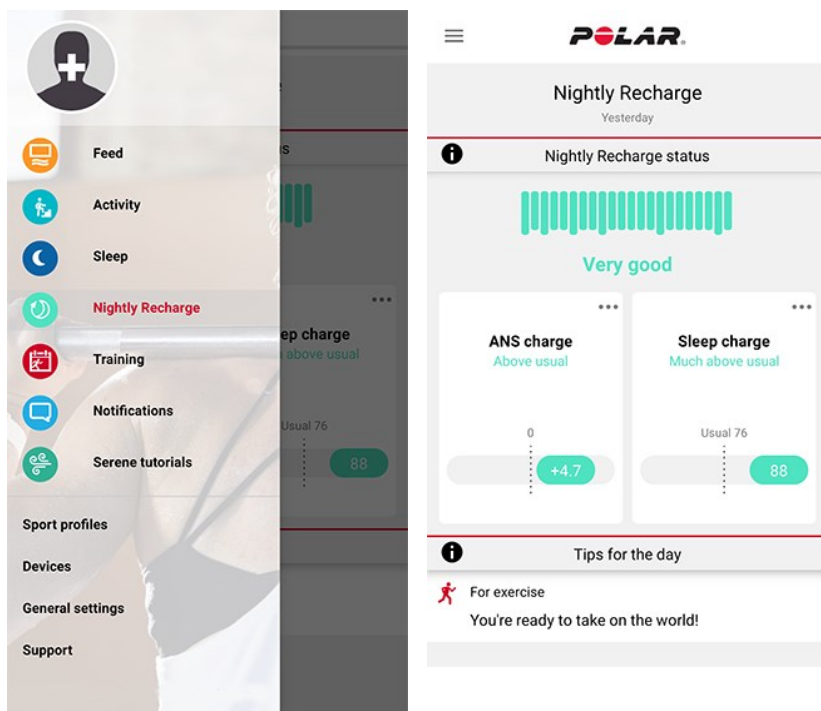 Feed
Activity
Sleep
Nightly Recharge
Training
Notifications
Serene tutorials
Sport profiles
Devices
General settings
Support
s
ep charge
above usual
Usual 76
88
POLAR.
Nightly Recharge
Yesterday
Nightly Recharge status
Very good
ANS charge
Above usual
0
+4.7
Sleep charge
Much above usual
Usual 76
88
Tips for the day
For exercise
You're ready to take on the world!